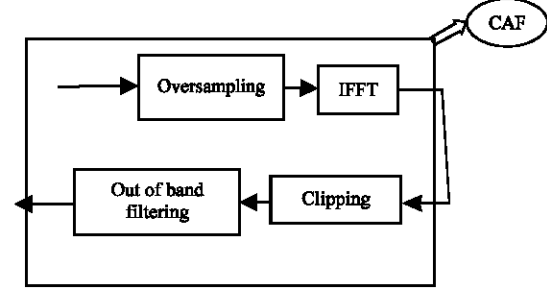 CAF
Oversampling
IFFT
Out of band
filtering
Clipping